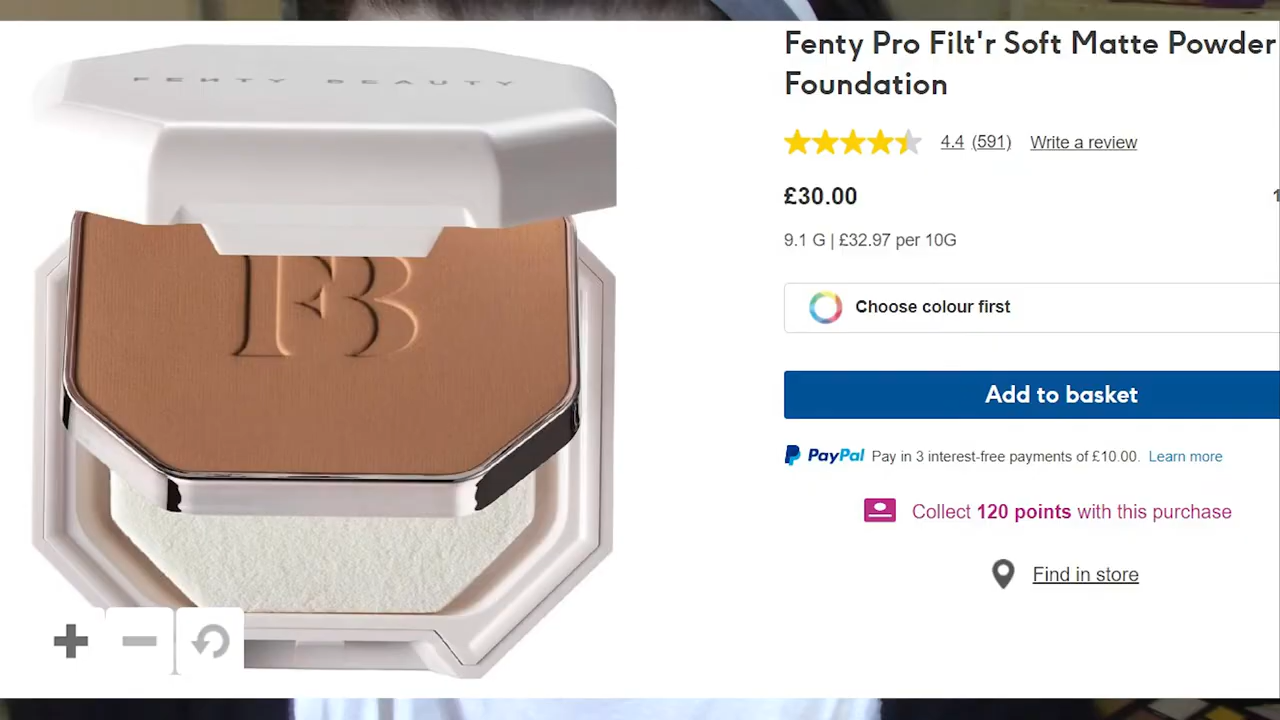 FENTY BEAUTY
FB
Fenty Pro Filt'r Soft Matte Powder
Foundation
4.4 (591) Write a review
£30.00
9.1 G | £32.97 per 10G
Choose colour first
Add to basket
PayPal Pay in 3 interest-free payments of £10.00. Learn more
Collect 120 points with this purchase
Find in store